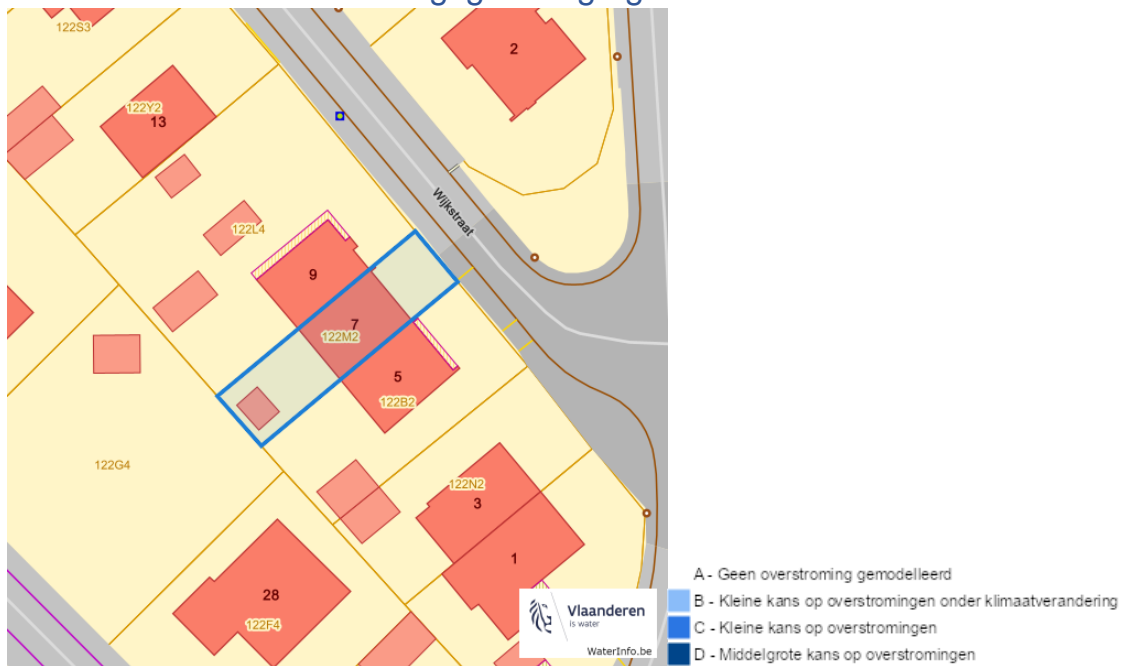 122S3
2
122Y2
13
Wijkstraat
122L4
9
7
122M2
5
122B2
122G4
122N2
3
1
28
122F4
Vlaanderen
is water
WaterInfo.be
A - Geen overstroming gemodelleerd
B - Kleine kans op overstromingen onder klimaatverandering
C - Kleine kans op overstromingen
D - Middelgrote kans op overstromingen